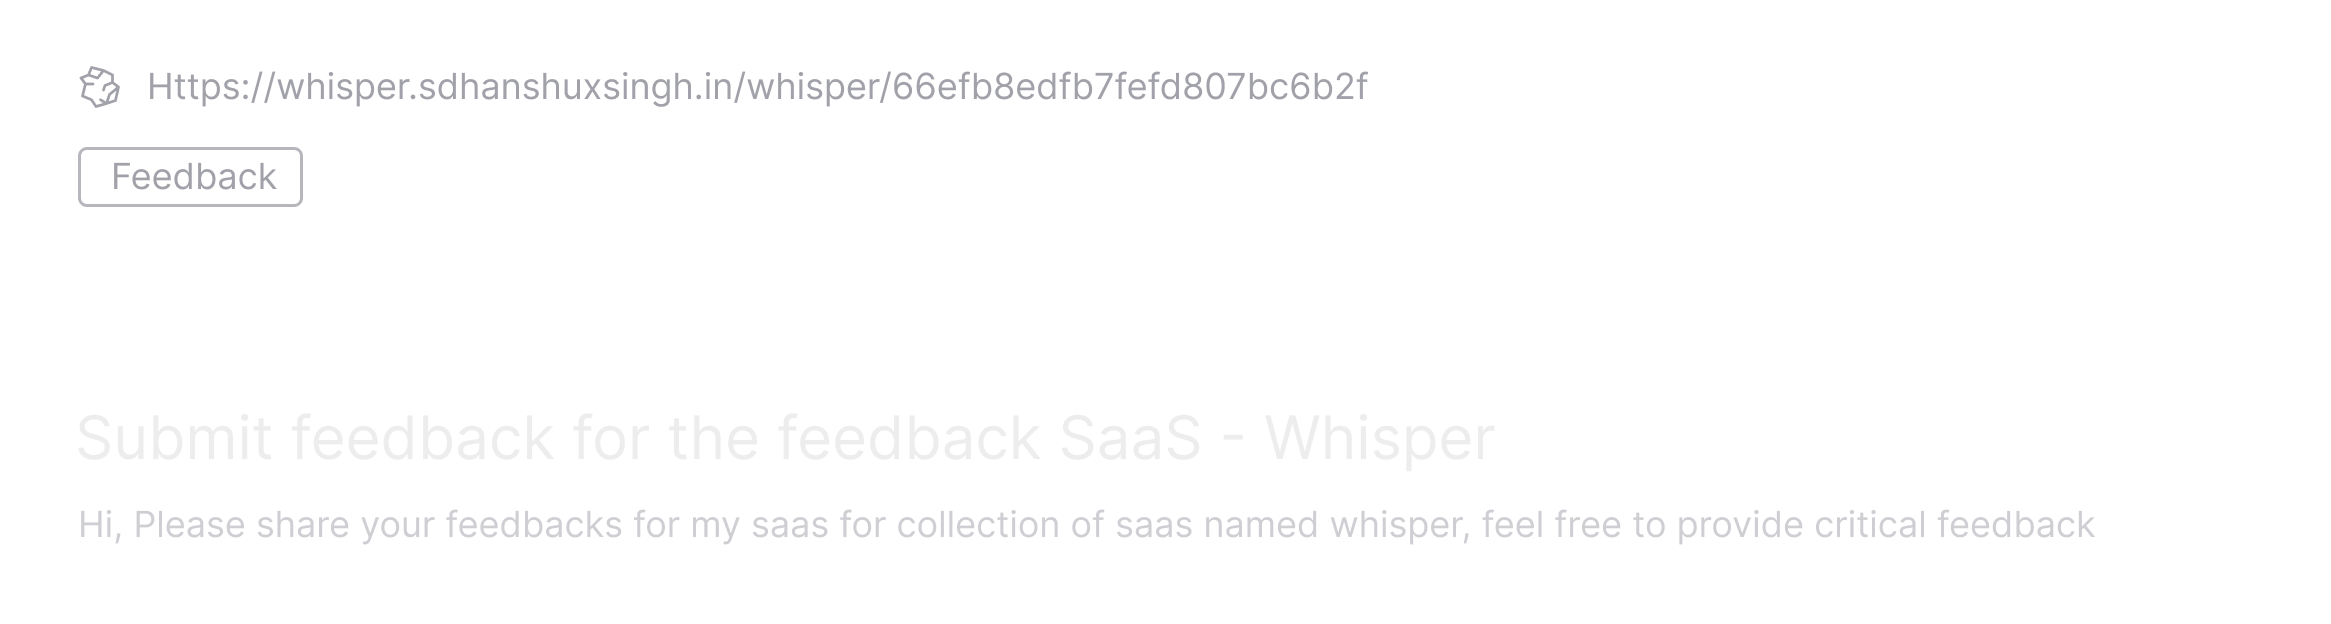 Https://whisper.sdhanshuxsingh.in/whisper/66efb8edfb7fefd807bc6b2f
Feedback
Submit feedback for the feedback SaaS - Whisper
Hi, Please share your feedbacks for my saas for collection of saas named whisper, feel free to provide critical feedback